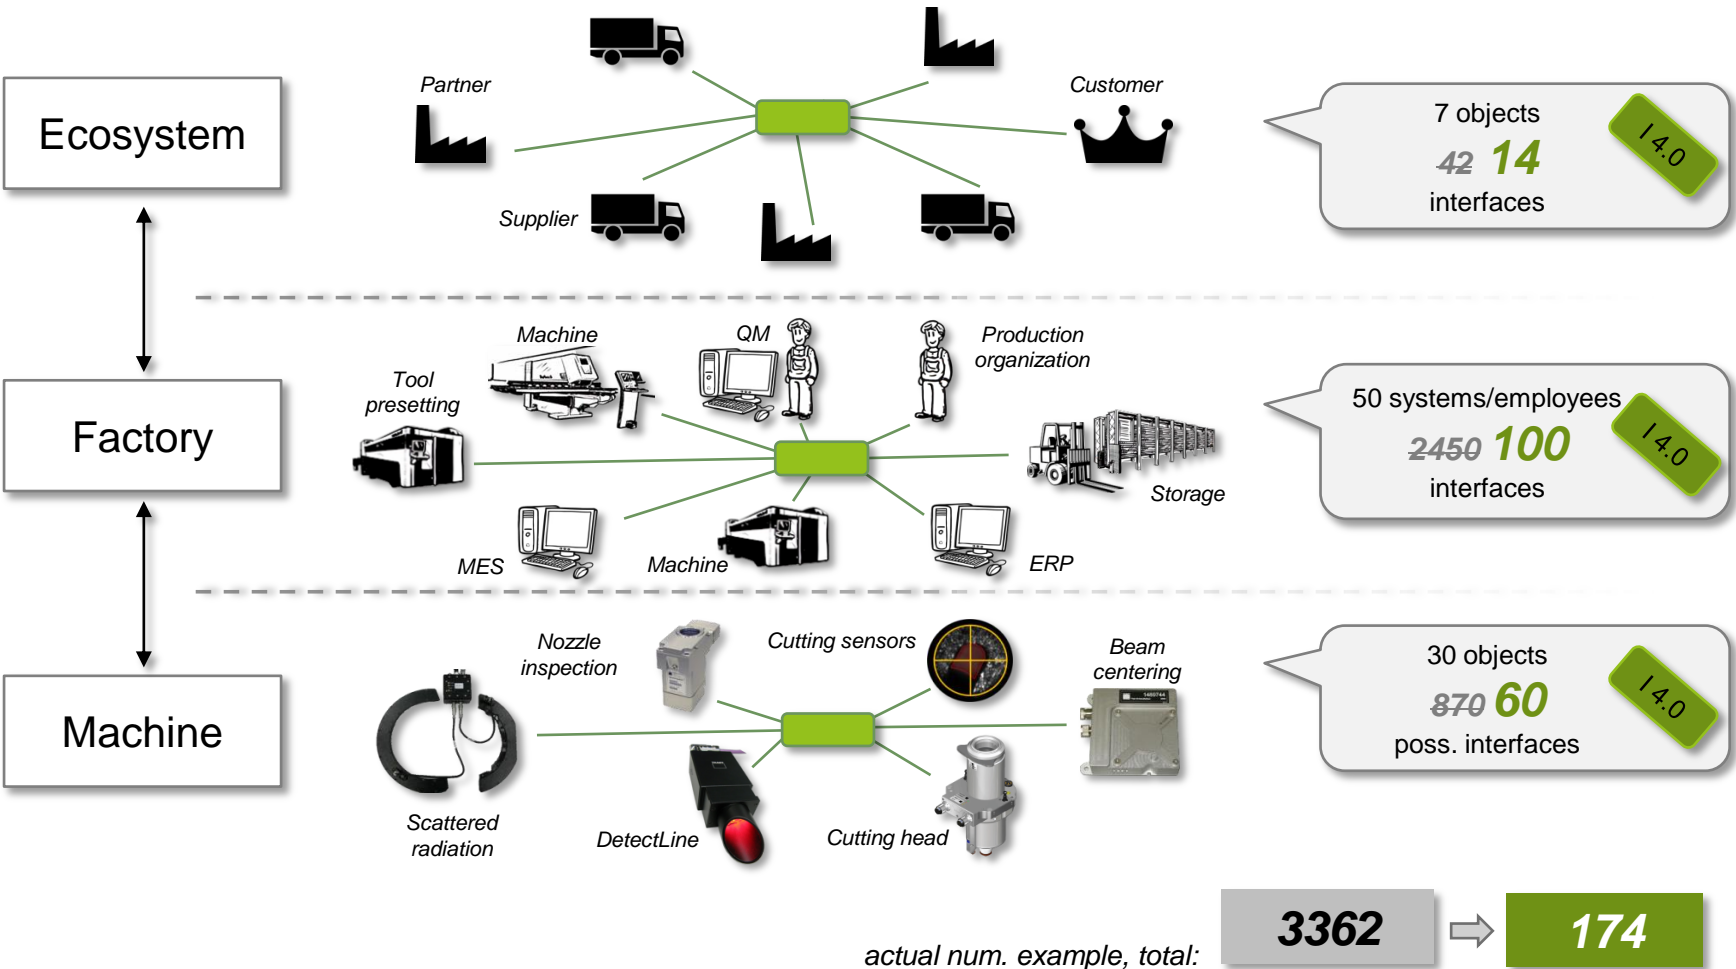 Ecosystem
Partner
Customer
Supplier
7 objects
42 14
interfaces
I 4.0
Factory
Machine
QM
Production
organization
Tool
presetting
Storage
MES
Machine
ERP
50 systems/employees
2450 100
interfaces
I 4.0
Machine
Nozzle
inspection
Cutting sensors
Beam
centering
Scattered
radiation
DetectLine
Cutting head
30 objects
870 60
poss. interfaces
I 4.0
actual num. example, total:
3362
174